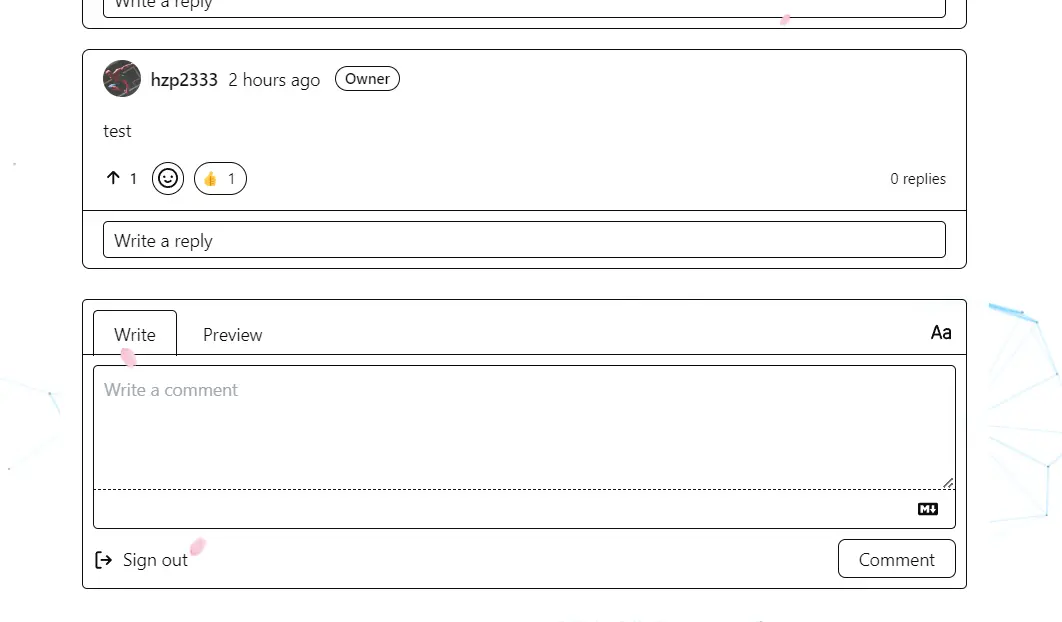 Write a reply
hzp2333 2 hours ago Owner
test
1 1 0 replies
Write a reply
Write Preview Aa
Write a comment
M
Sign out Comment